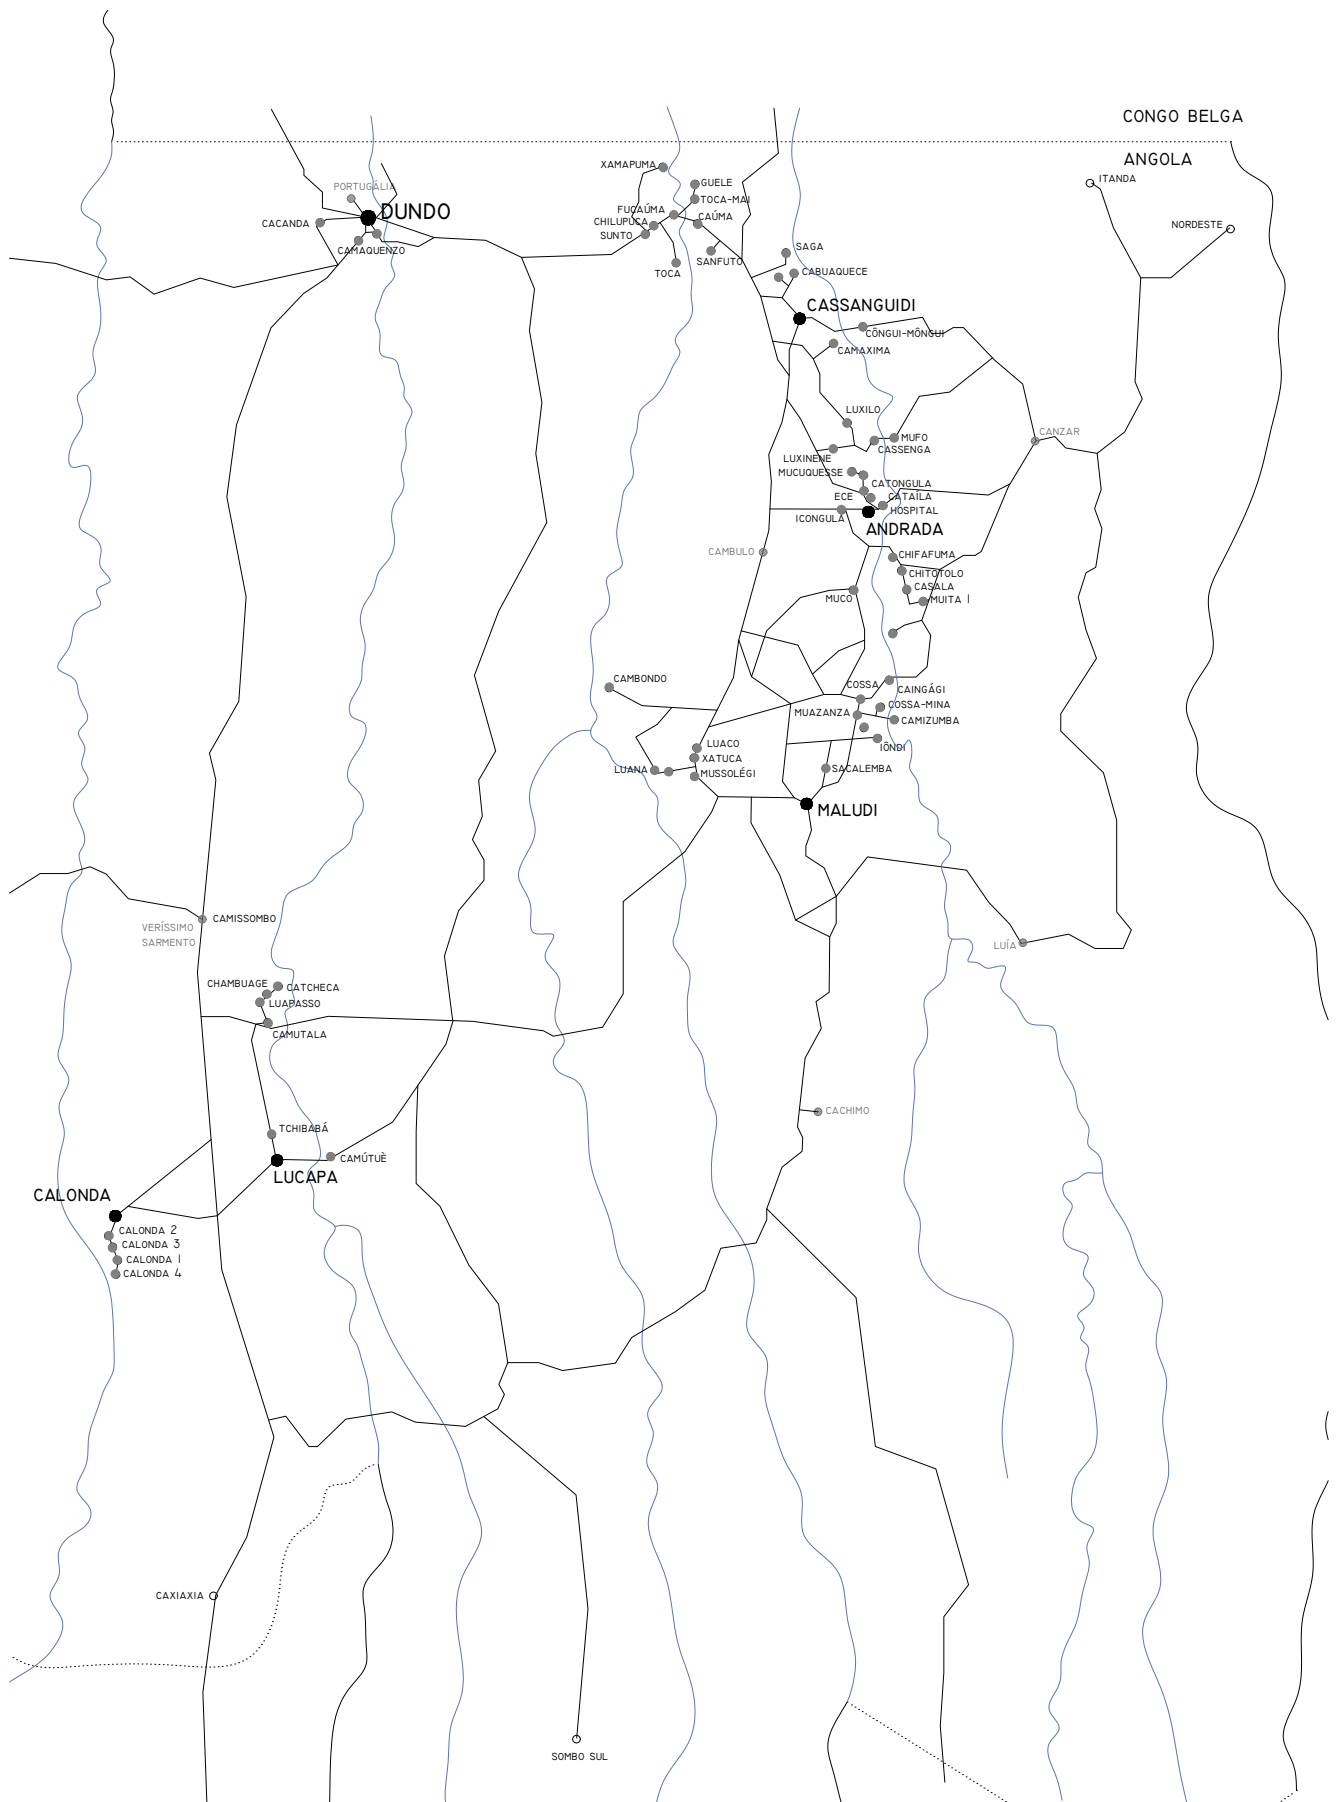 CONGO BELGA
ANGOLA
ITANDA
NORDESTE
XAMAPUMA
GUELE
TOCA-MAI
PORTUGÁLIA
DUNDO
CACANDA
CAMAQUENZO
FUCAÚMA
CAÚMA
CHILUPUCA
SUNTO
TOCA
SANFUTO
SAGA
CABUAQUECE
CASSANGUIDI
CÔNGUI-MÔNGUI
CAMAXIMA
LUXILO
MUFO
CASSENGA
CANZAR
LUXINENE
MUCUQUESSE
CATONGULA
ECE
CATAÍLA
HOSPITAL
ICONGULA
ANDRADA
CAMBULO
CHIFAFUMA
CHITOTOLO
CASALA
MUITA 1
MUCO
CAMBONDO
COSSA
CAINGÁGI
COSSA-MINA
MUAZANZA
CAMIZUMBA
IÔNDI
LUACO
XATUCA
LUANA
MUSSOLÉGI
SACALEMBA
MALUDI
CAMISSOMBO
VERÍSSIMO
SARMENTO
LUÍA
CHAMBUAGE
CATCHECA
LUAPASSO
CAMUTALA
CACHIMO
TCHIBABÁ
CAMÚTUÈ
LUCAPA
CALONDA
CALONDA 2
CALONDA 3
CALONDA 1
CALONDA 4
CAXIAXIA
SOMBO SUL